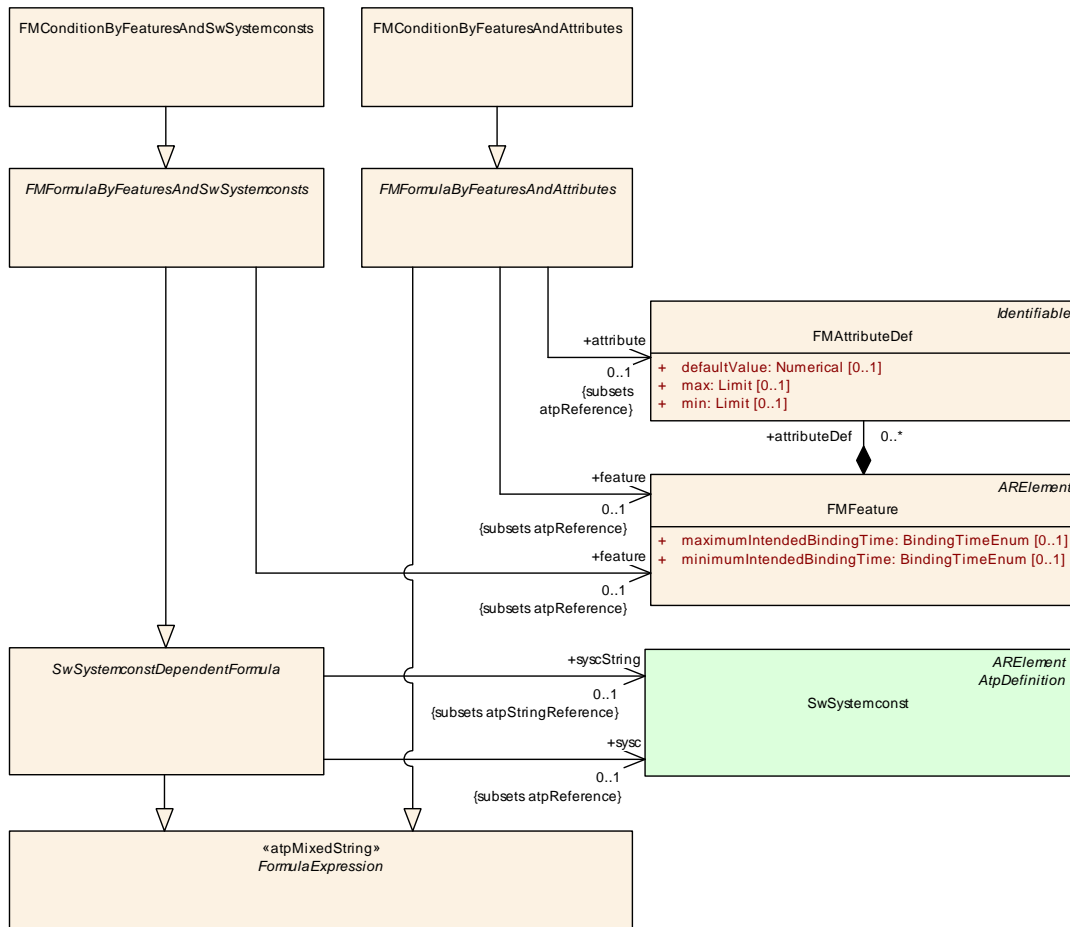 FMConditionByFeaturesAndSwSystemconsts
FMConditionByFeaturesAndAttributes
FMFormulaByFeaturesAndSwSystemconsts
FMFormulaByFeaturesAndAttributes
Identifiable
FMAttributeDef
+ defaultValue: Numerical [0..1]
+ max: Limit [0..1]
+ min: Limit [0..1]
+attribute
0..1
{subsets
atpReference}
+attributeDef 0..*
ARElement
FMFeature
+ maximumIntendedBindingTime: BindingTimeEnum [0..1]
+ minimumIntendedBindingTime: BindingTimeEnum [0..1]
+feature
0..1
{subsets atpReference}
+feature
0..1
{subsets atpReference}
SwSystemconstDependentFormula
+syscString
0..1
{subsets atpStringReference}
+sysc
0..1
{subsets atpReference}
ARElement
AtpDefinition
SwSystemconst
«atpMixedString»
FormulaExpression